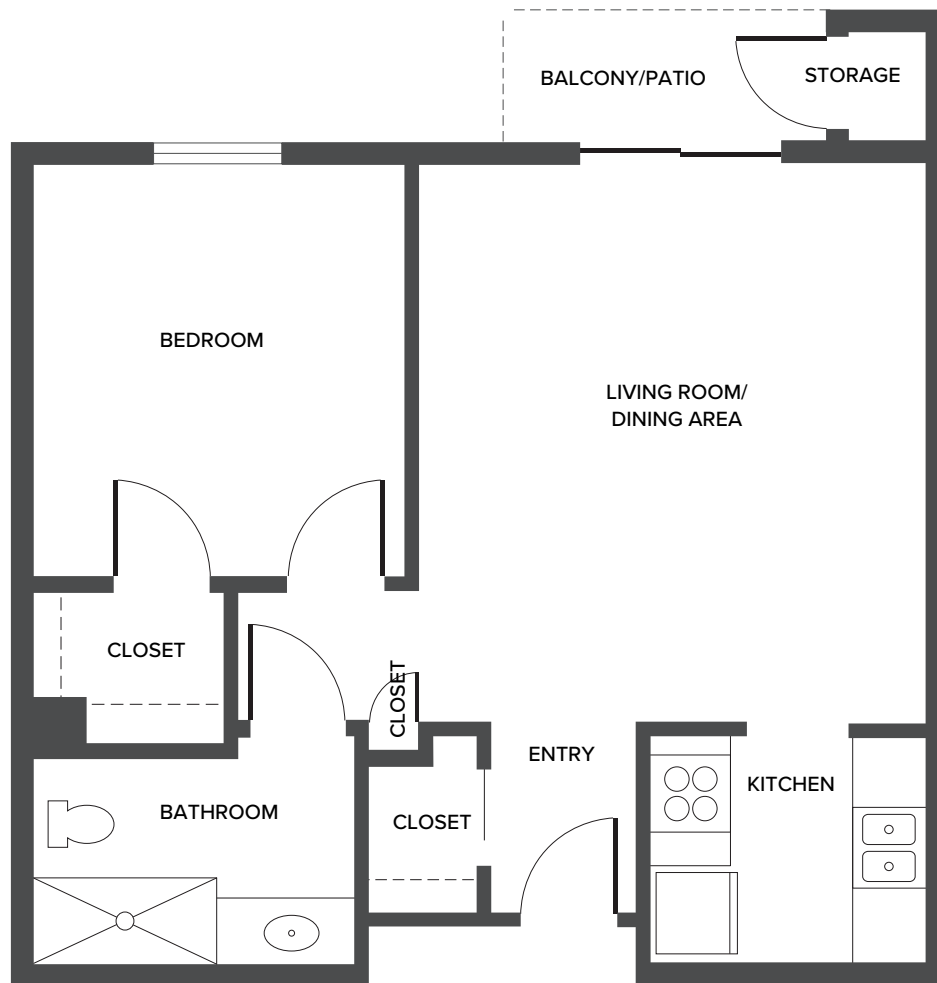 BALCONY/PATIO
STORAGE
BEDROOM
LIVING ROOM/
DINING AREA
CLOSET
CLOSET
ENTRY
KITCHEN
BATHROOM
CLOSET